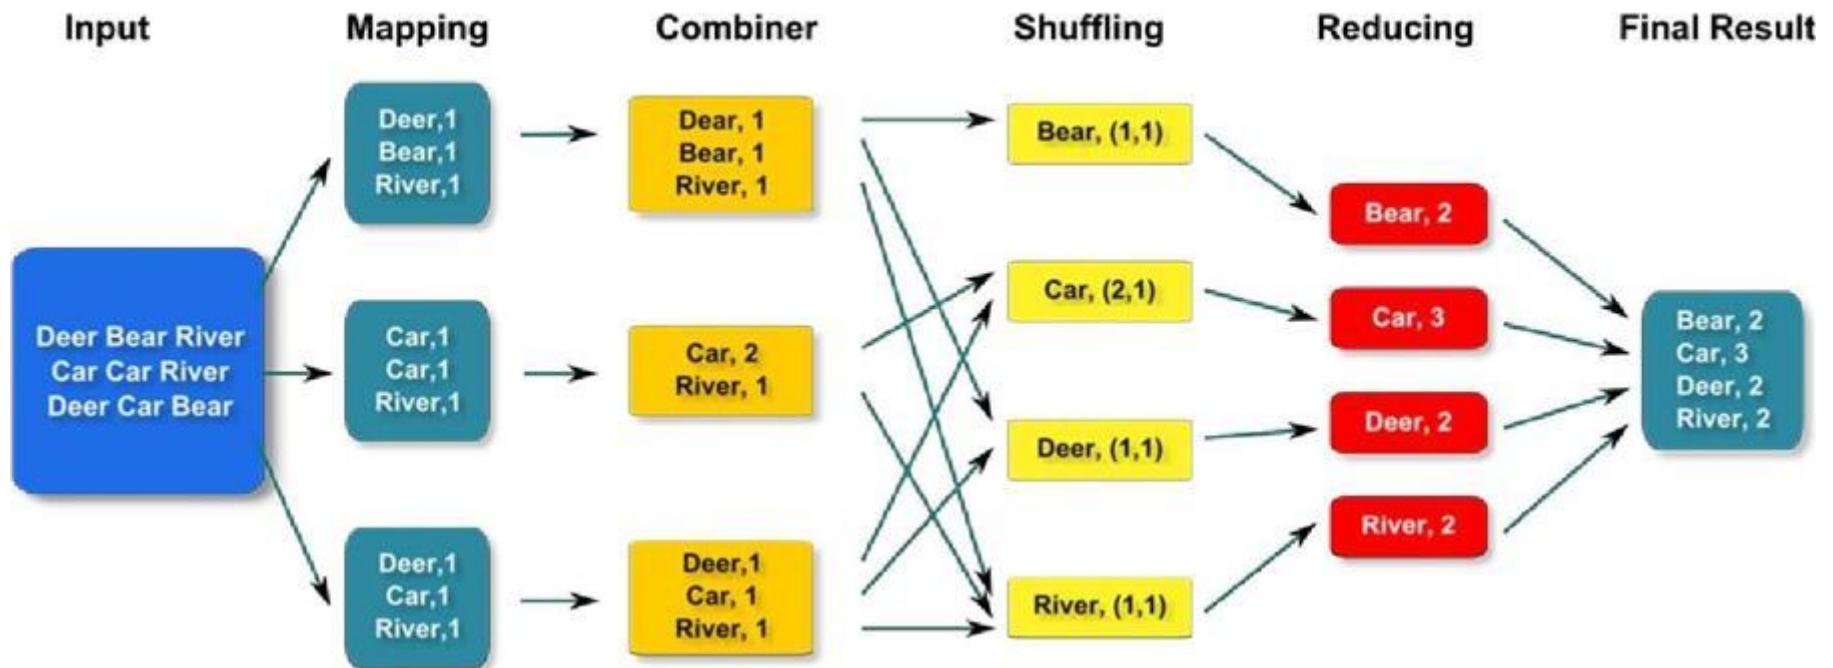 Input
Mapping
Combiner
Shuffling
Reducing
Final Result
Deer Bear River
Car Car River
Deer Car Bear
Deer,1
Bear,1
River,1
Car,1
Car,1
River,1
Deer,1
Car,1
River,1
Dear, 1
Bear, 1
River, 1
Car, 2
River, 1
Deer,1
Car, 1
River, 1
Bear, (1,1)
Car, (2,1)
Deer, (1,1)
River, (1,1)
Bear, 2
Car, 3
Deer, 2
River, 2
Bear, 2
Car, 3
Deer, 2
River, 2